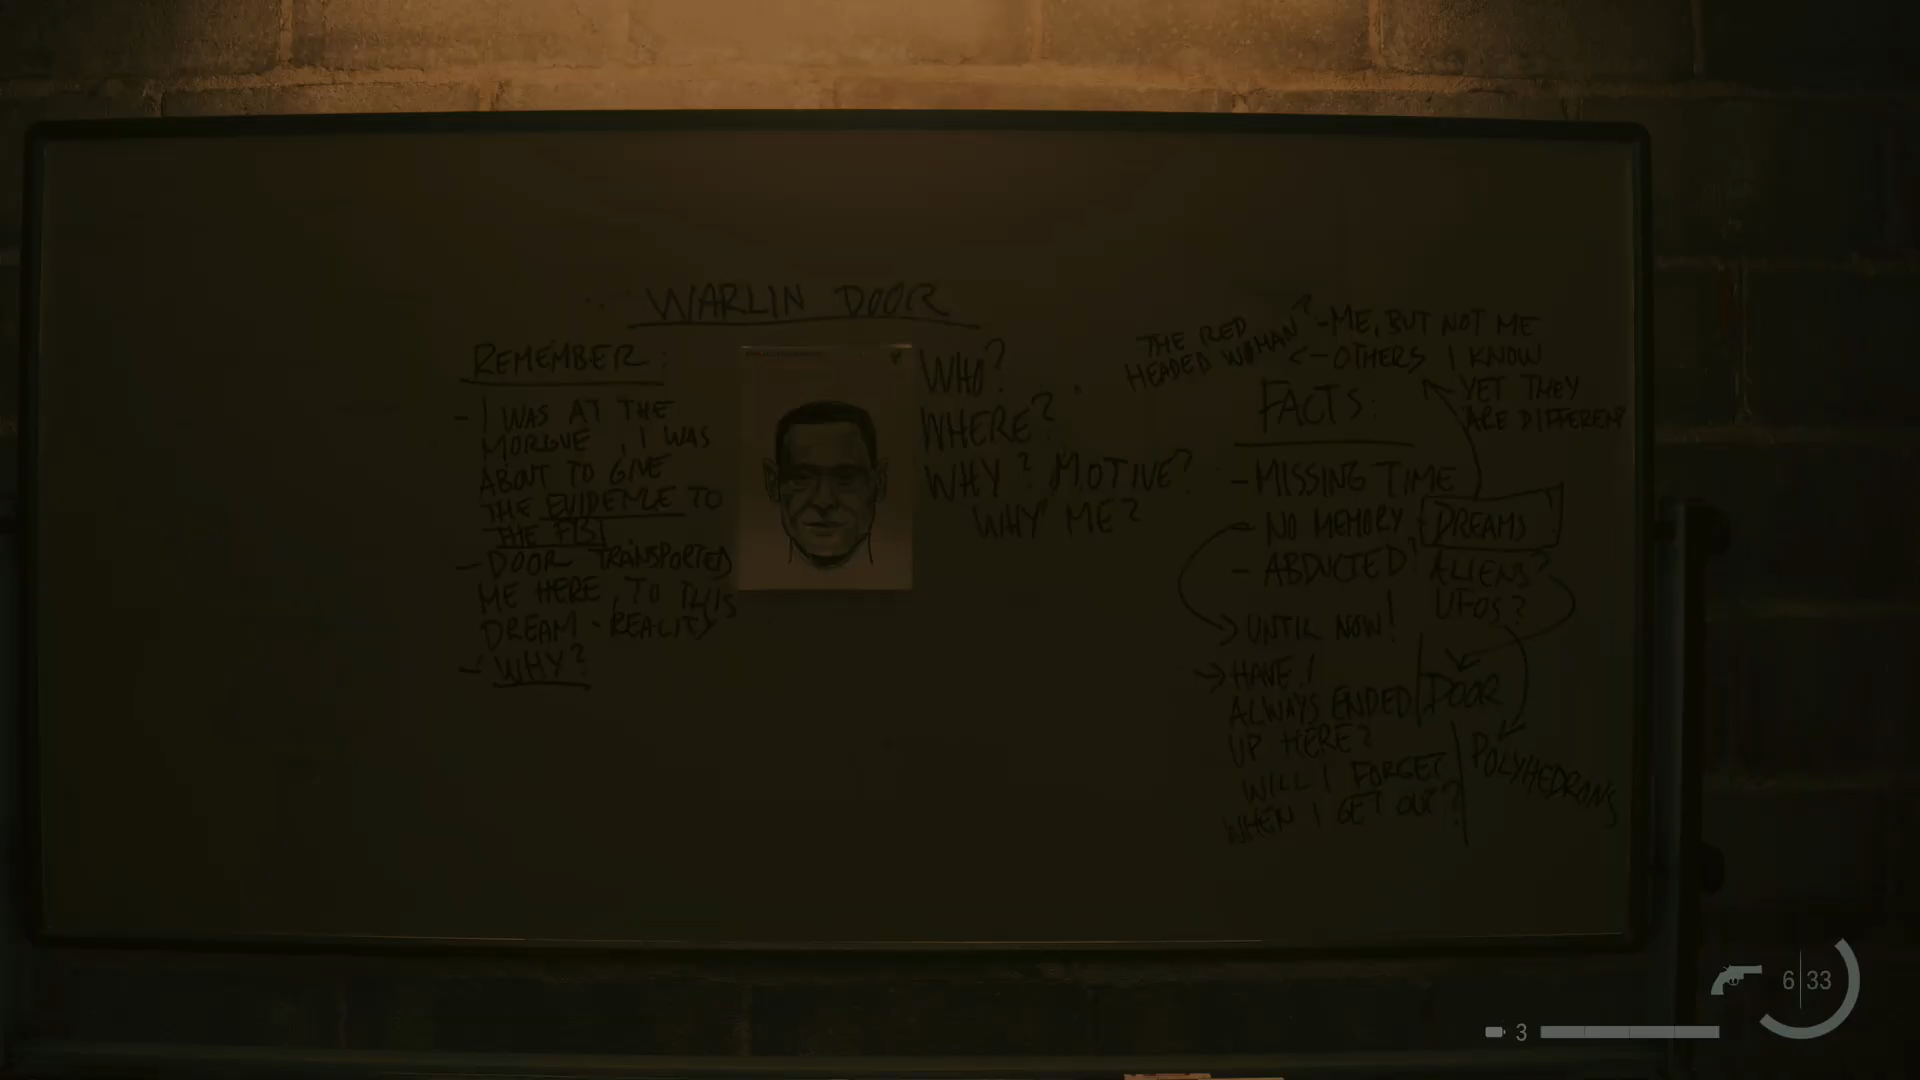 WARLIN DOOR
REMEMBER:
- I WAS AT THE
MORGUE, I WAS
ABOUT TO GIVE
THE EVIDENCE TO
THE FBI
- DOOR TRANSPORTED
ME HERE, TO THIS
DREAM - REALITY
- WHY?
WHO?
WHERE?
WHY? MOTIVE?
WHY ME?
THE RED
HEADED WOMAN?
- ME, BUT NOT ME
<- OTHERS I KNOW
YET THEY
ARE DIFFERENT
FACTS:
- MISSING TIME
- NO MEMORY, DREAMS
- ABDUCTED? ALIENS?
UFOS?
-> UNTIL NOW!
-> HAVE I
ALWAYS ENDED
UP HERE?
WILL I FORGET
WHEN I GET OUT?
DOOR
POLYHEDRONS
6|33
3